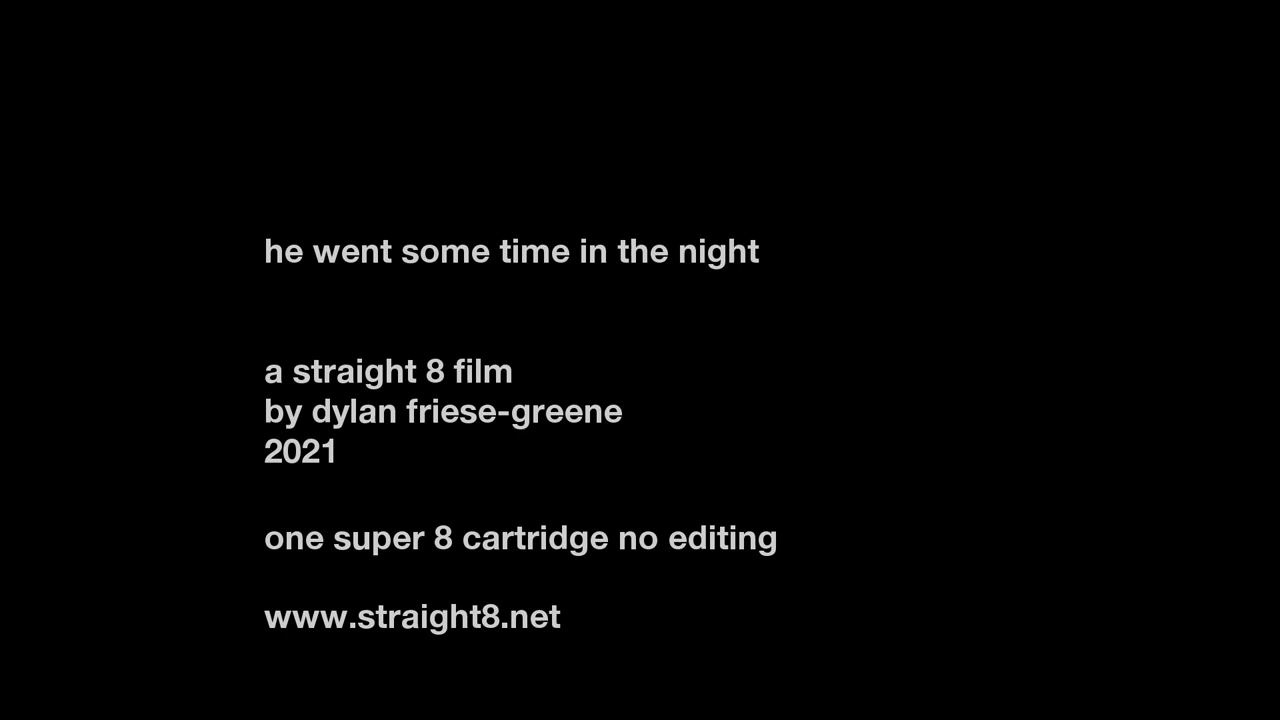 he went some time in the night
a straight 8 film
by dylan friese-greene
2021
one super 8 cartridge no editing
www.straight8.net